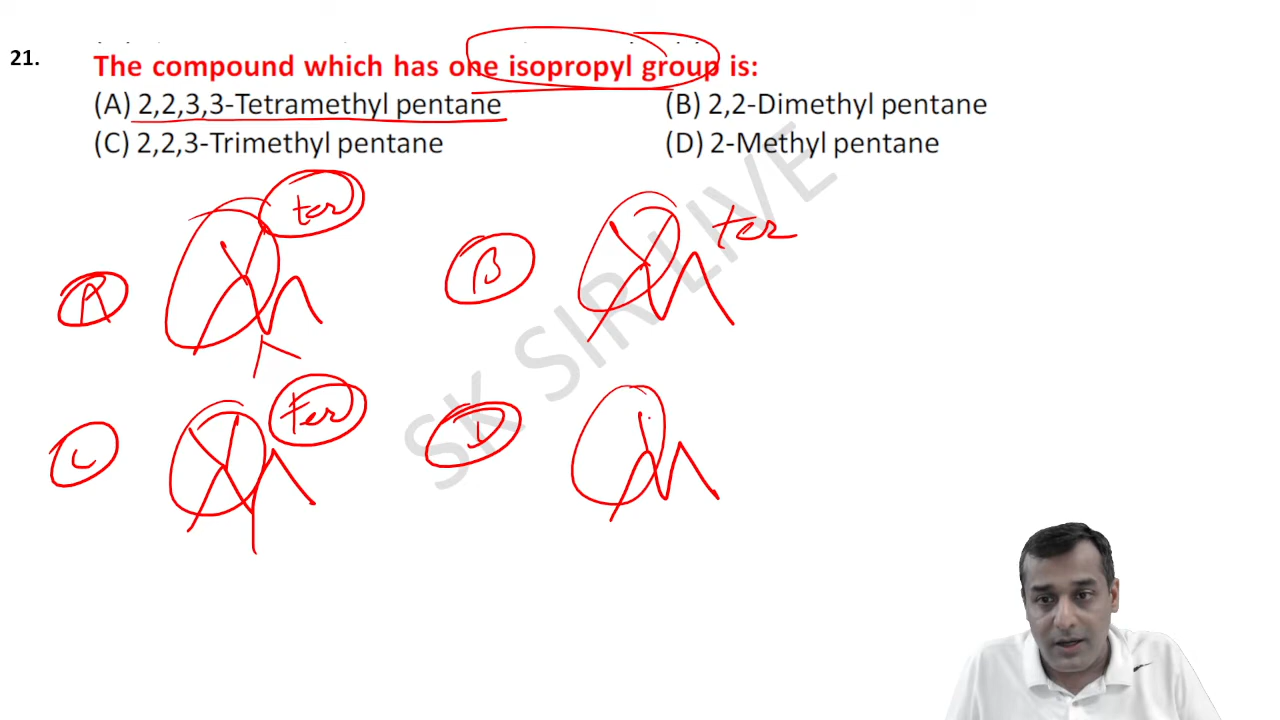 21. The compound which has one isopropyl group is:
(A) 2,2,3,3-Tetramethyl pentane (B) 2,2-Dimethyl pentane
(C) 2,2,3-Trimethyl pentane (D) 2-Methyl pentane
ter
ter
A
B
ter
C
D
SK SIR LIVE